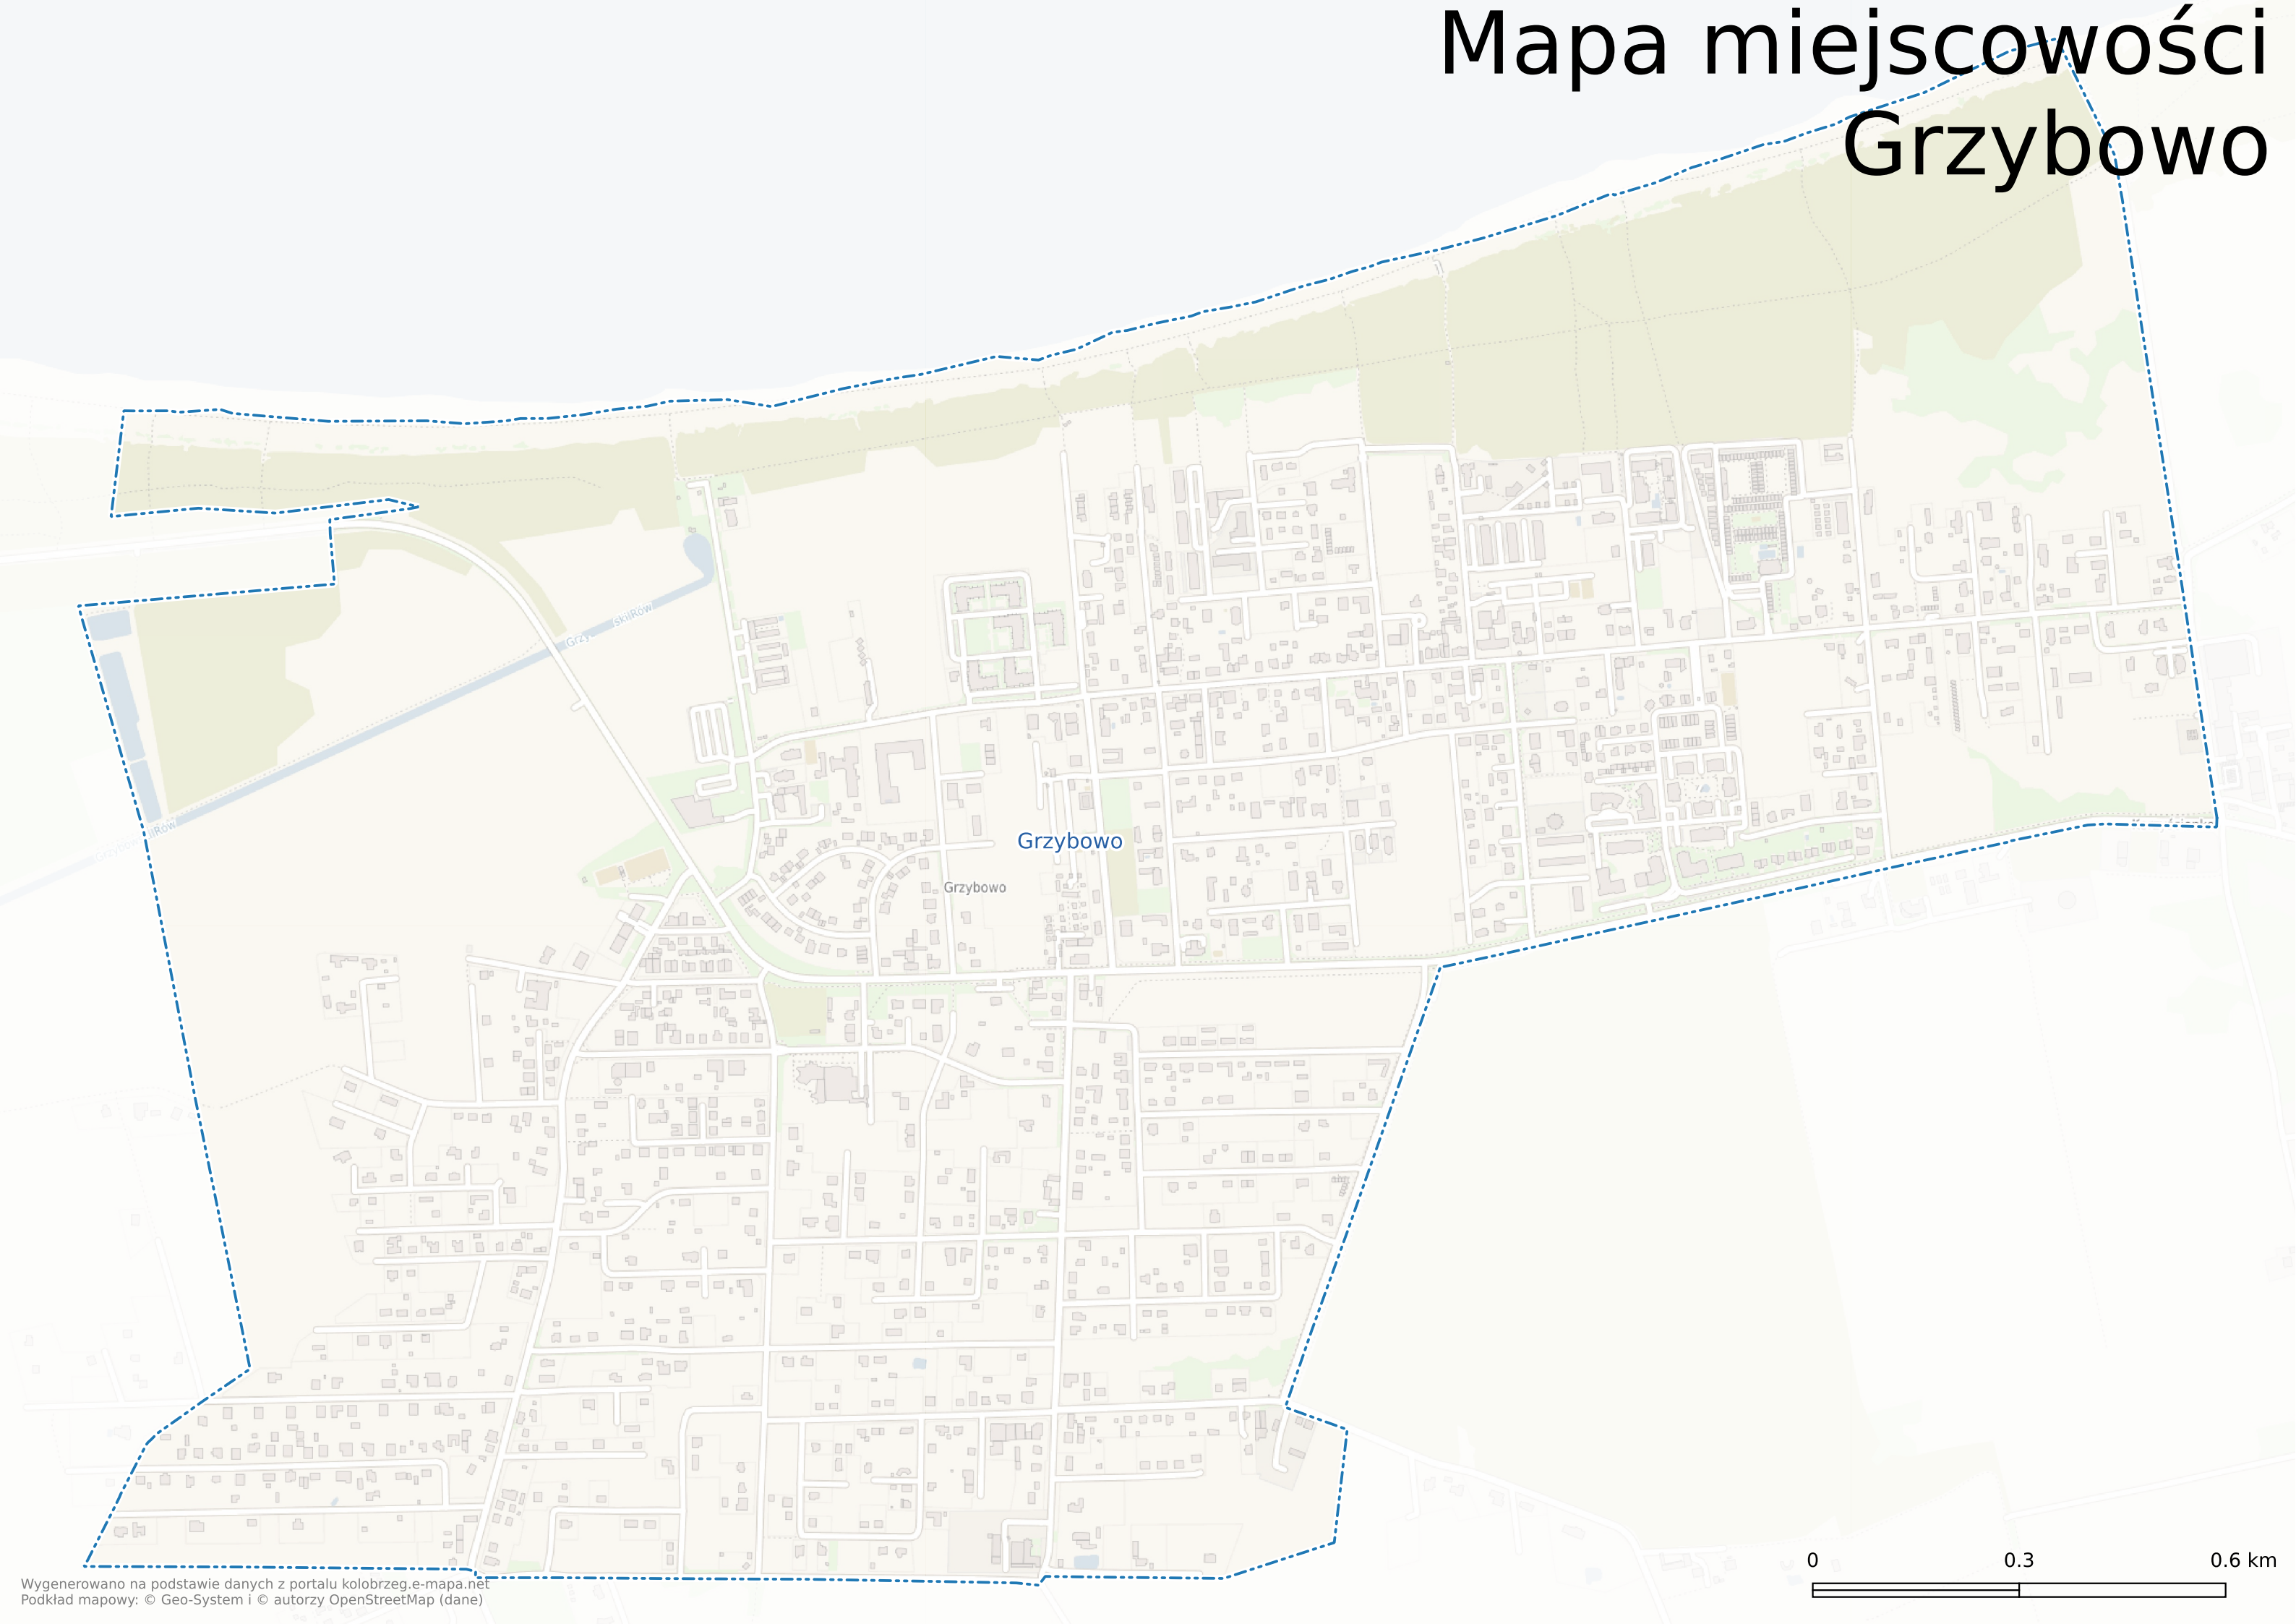 Mapa miejscowości
Grzybowo
Grzybowo
Grzybowo
0 0.3 0.6 km
Wygenerowano na podstawie danych z portalu kolobrzeg.e-mapa.net
Podkład mapowy: © Geo-System i © autorzy OpenStreetMap (dane)